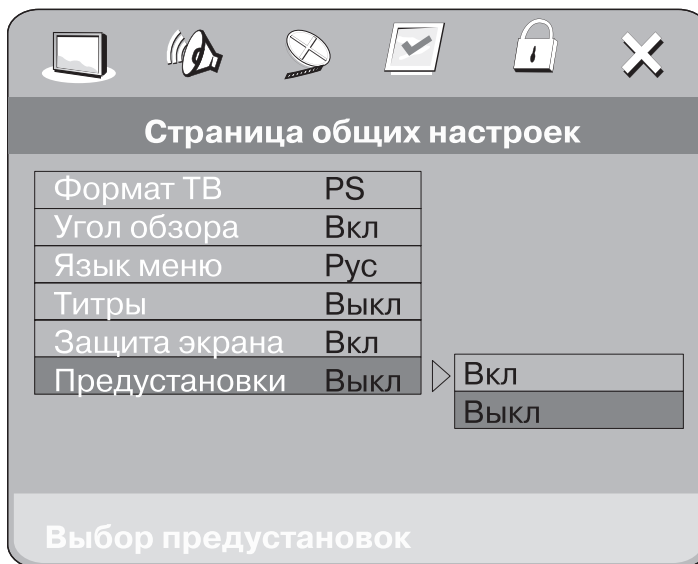 Страница общих настроек
Формат ТВ PS
Угол обзора Вкл
Язык меню Рус
Титры Выкл
Защита экрана Вкл
Предустановки Выкл
Вкл
Выкл
Выбор предустановок